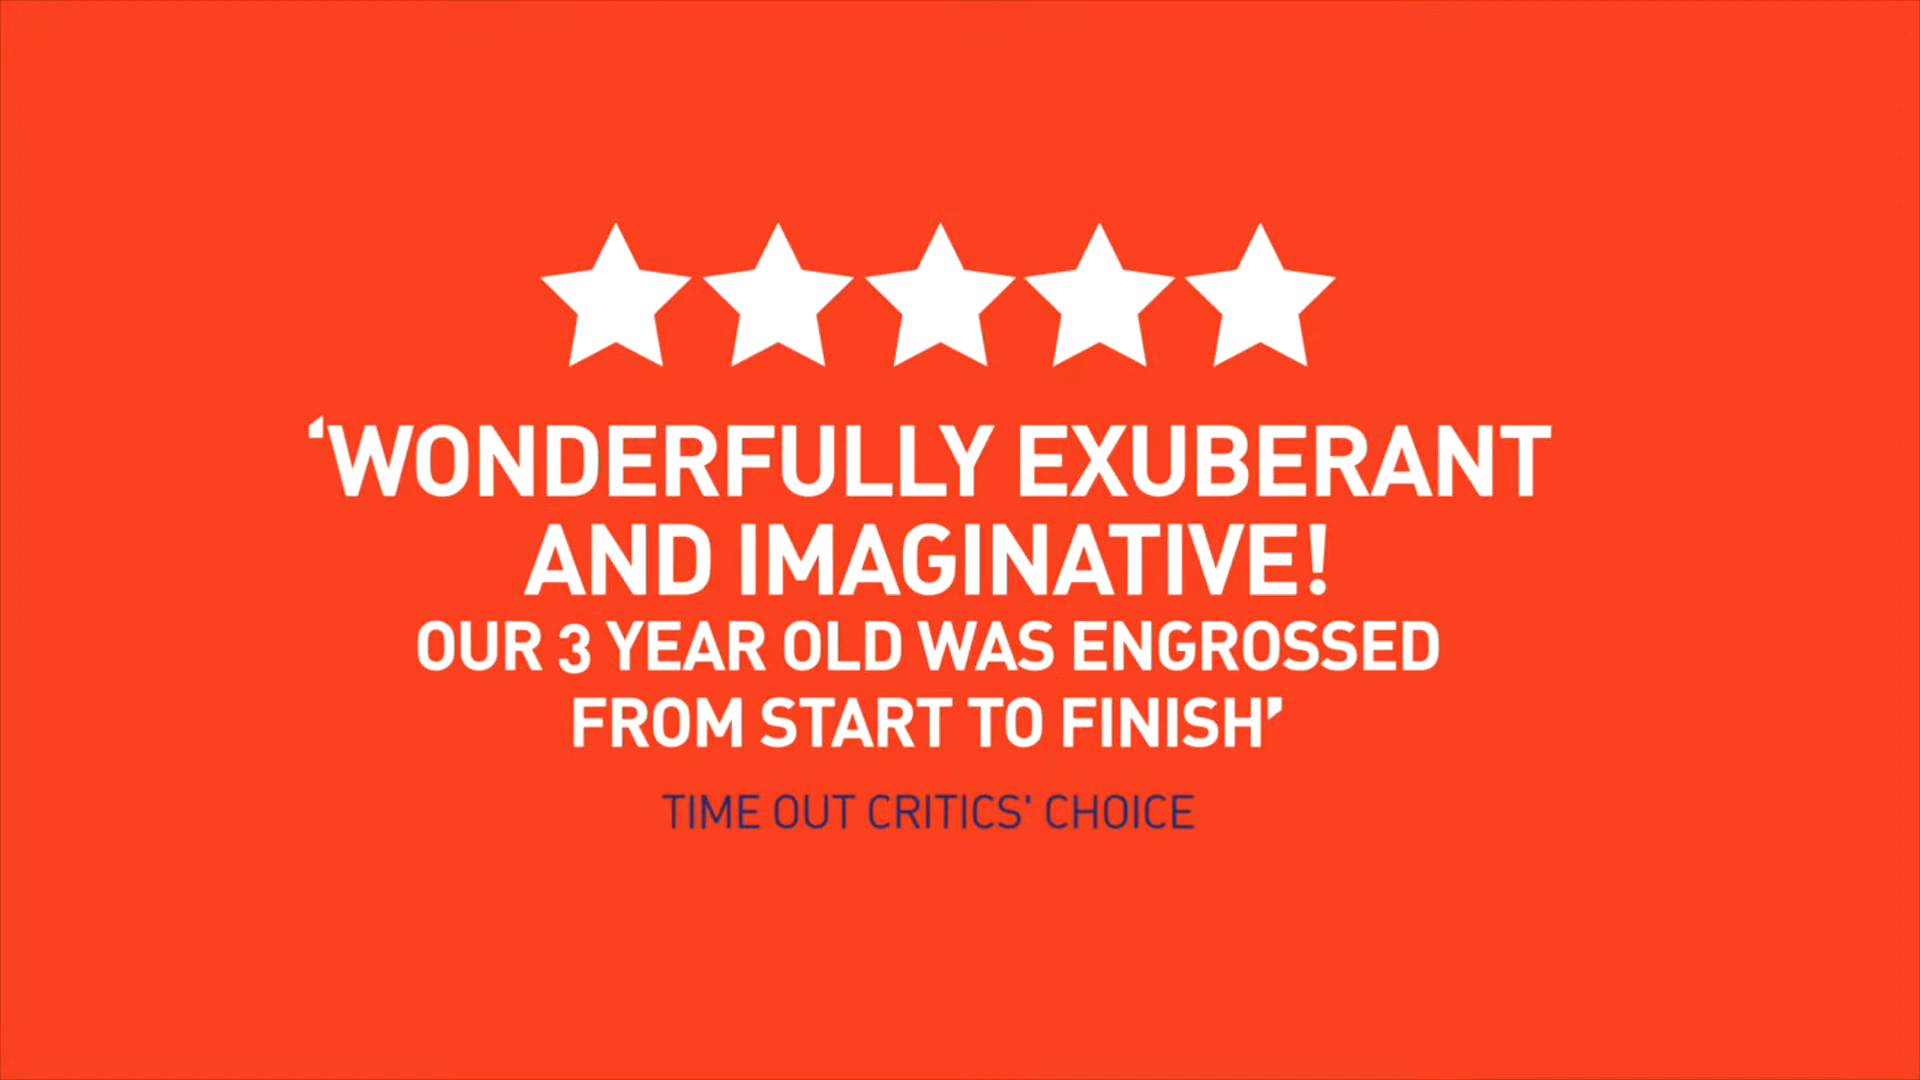 ‘WONDERFULLY EXUBERANT
AND IMAGINATIVE!
OUR 3 YEAR OLD WAS ENGROSSED
FROM START TO FINISH’
TIME OUT CRITICS' CHOICE